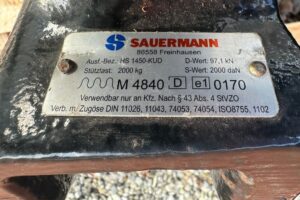 SAUERMANN
86558 Freinhausen
Ausf.-Bez.: HS 1450-KUD D-Wert: 97,1 kN
Stützlast: 2000 kg S-Wert: 2000 daN
M 4840 D e1 0170
Verwendbar nur an Kfz. Nach § 43 Abs. 4 StVZO
Verb. m. Zugöse DIN 11026, 11043, 74053, 74054, ISO8755, 1102